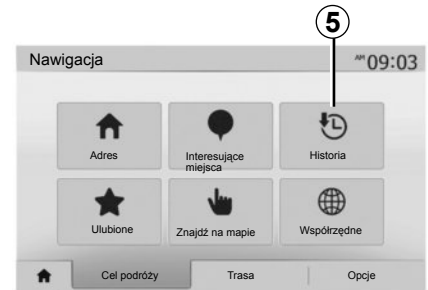 5
Nawigacja AM 09:03
Adres
Interesujące
miejsca
Historia
Ulubione
Znajdź na mapie
Współrzędne
Cel podróży
Trasa
Opcje